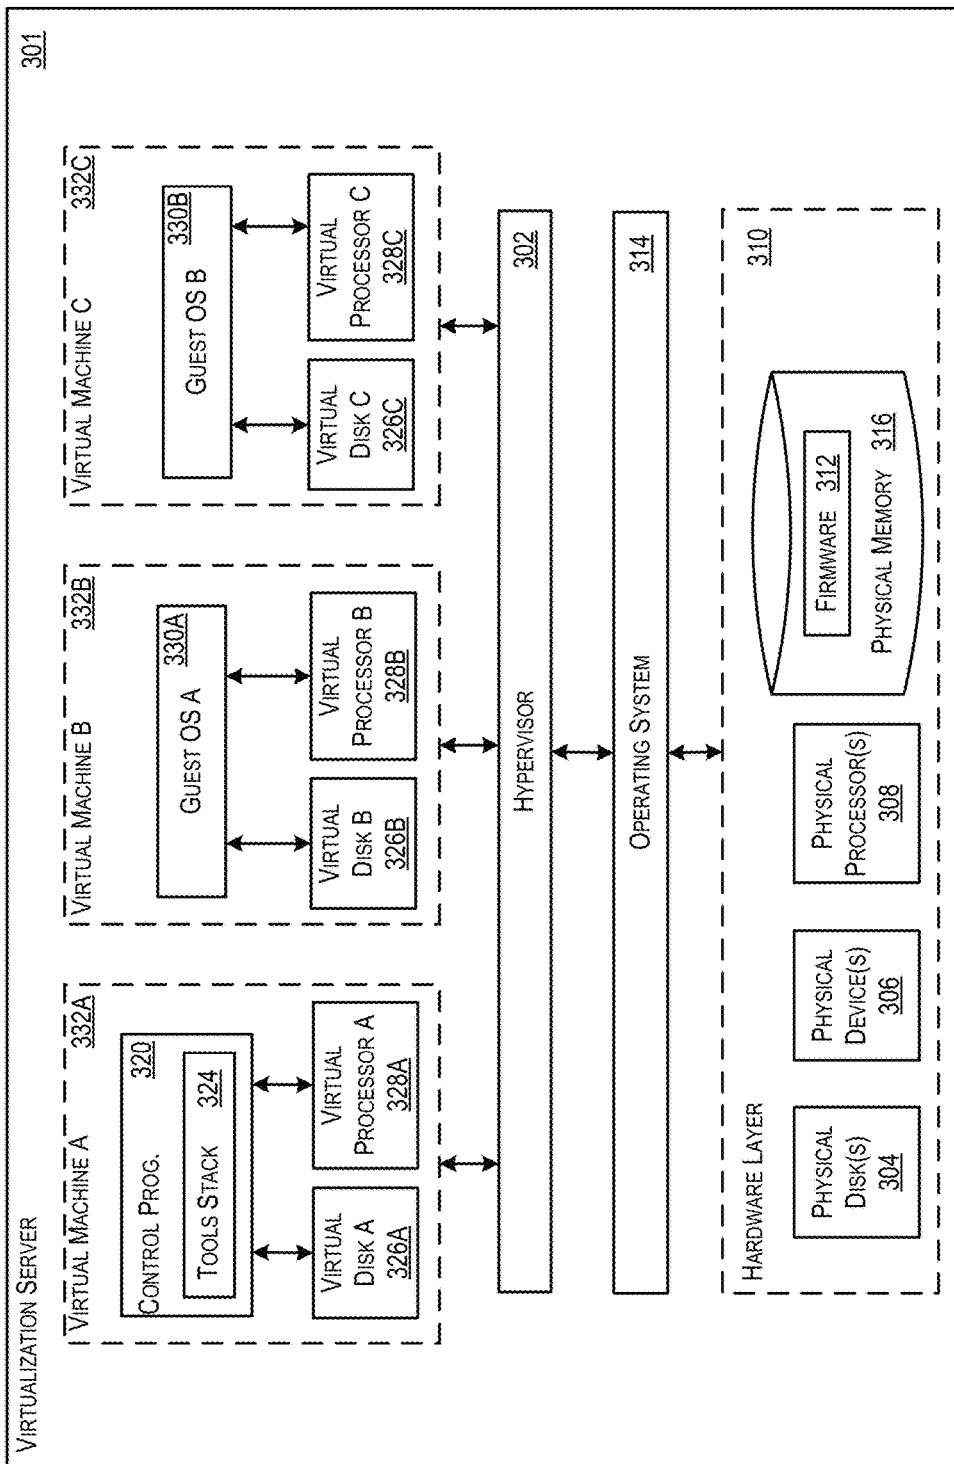 VIRTUALIZATION SERVER
301
VIRTUAL MACHINE A
332A
CONTROL PROG.
320
TOOLS STACK
324
VIRTUAL
DISK A
326A
VIRTUAL
PROCESSOR A
328A
VIRTUAL MACHINE B
332B
GUEST OS A
330A
VIRTUAL
DISK B
326B
VIRTUAL
PROCESSOR B
328B
VIRTUAL MACHINE C
332C
GUEST OS B
330B
VIRTUAL
DISK C
326C
VIRTUAL
PROCESSOR C
328C
HYPERVISOR
302
OPERATING SYSTEM
314
HARDWARE LAYER
310
PHYSICAL
DISK(S)
304
PHYSICAL
DEVICE(S)
306
PHYSICAL
PROCESSOR(S)
308
FIRMWARE 312
PHYSICAL MEMORY 316